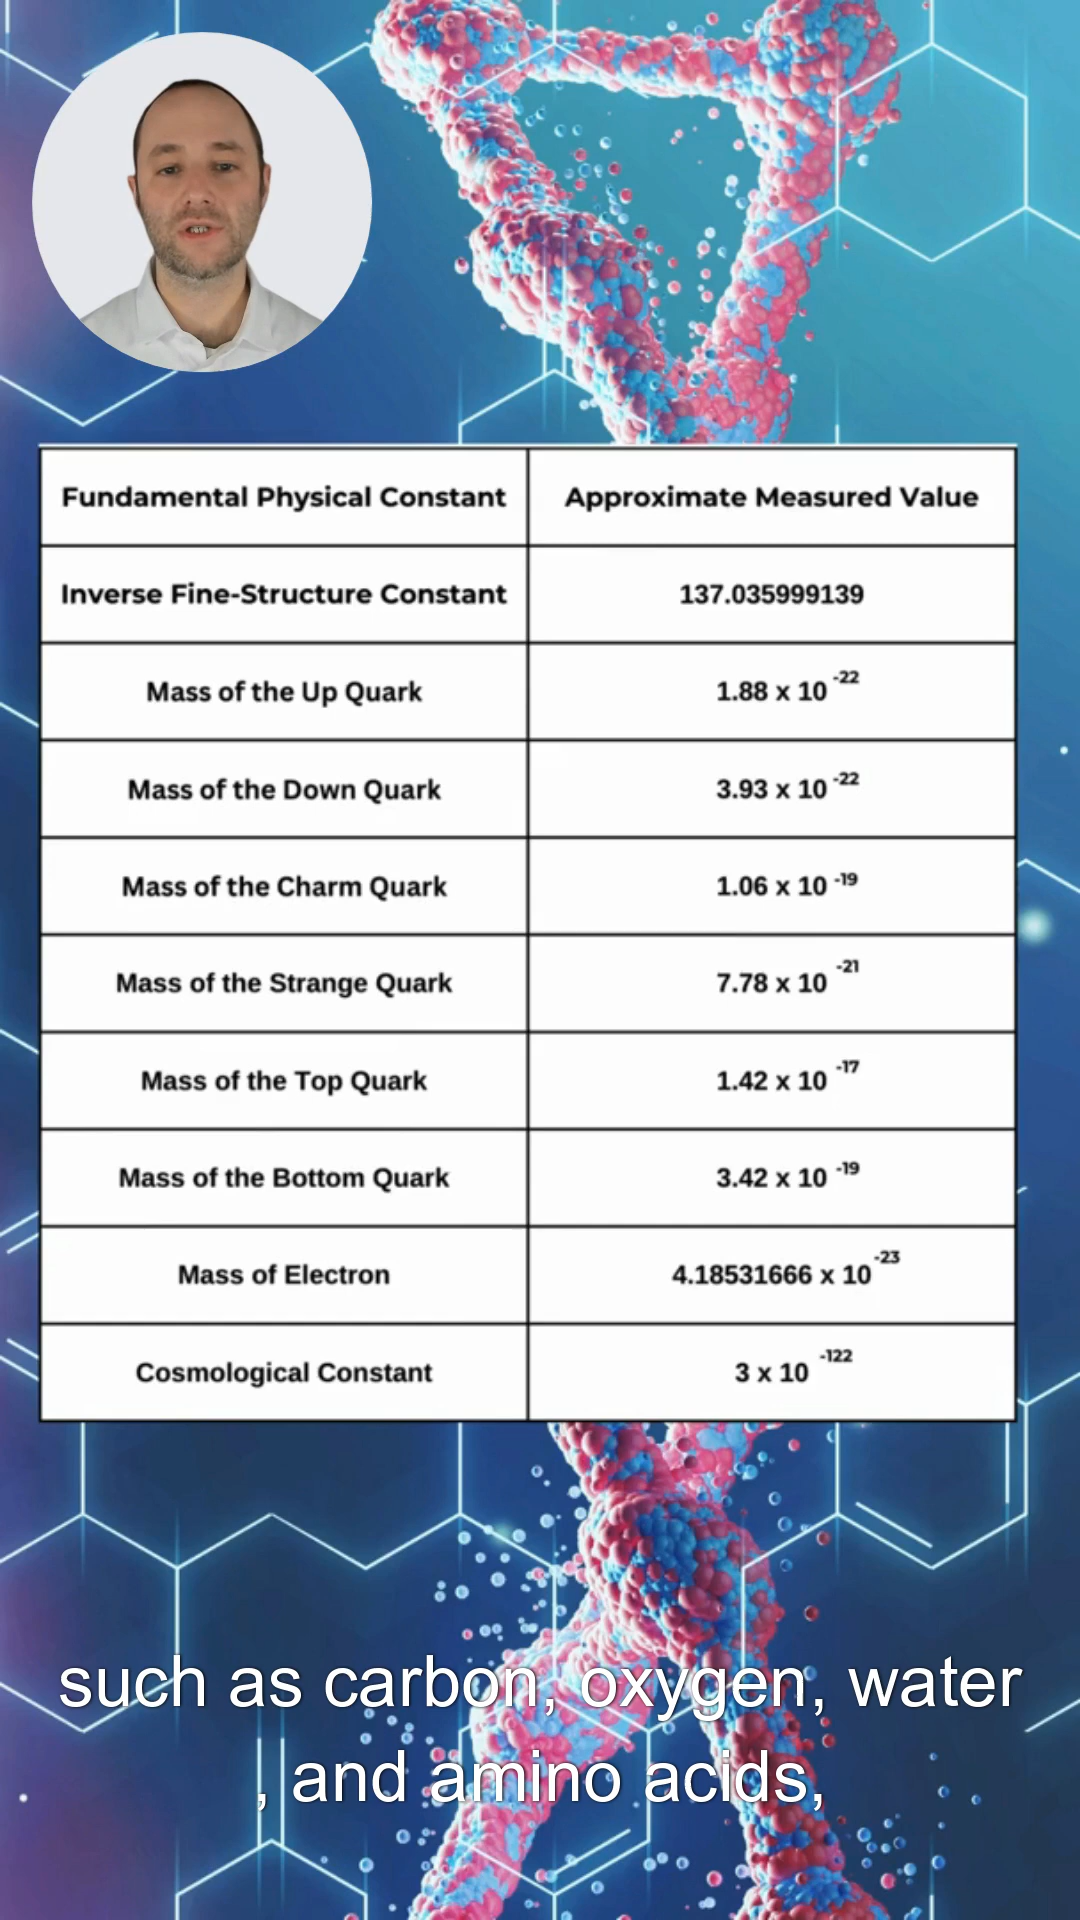 Fundamental Physical Constant Approximate Measured Value
Inverse Fine-Structure Constant 137.035999139
Mass of the Up Quark 1.88 x 10 -22
Mass of the Down Quark 3.93 x 10 -22
Mass of the Charm Quark 1.06 x 10 -19
Mass of the Strange Quark 7.78 x 10 -21
Mass of the Top Quark 1.42 x 10 -17
Mass of the Bottom Quark 3.42 x 10 -19
Mass of Electron 4.18531666 x 10 -23
Cosmological Constant 3 x 10 -122
such as carbon, oxygen, water
, and amino acids,